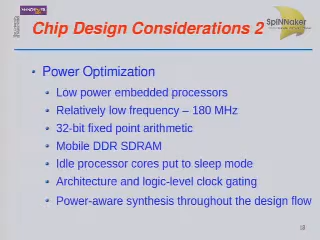 Chip Design Considerations 2
SpiNNaker
Power Optimization
Low power embedded processors
Relatively low frequency – 180 MHz
32-bit fixed point arithmetic
Mobile DDR SDRAM
Idle processor cores put to sleep mode
Architecture and logic-level clock gating
Power-aware synthesis throughout the design flow